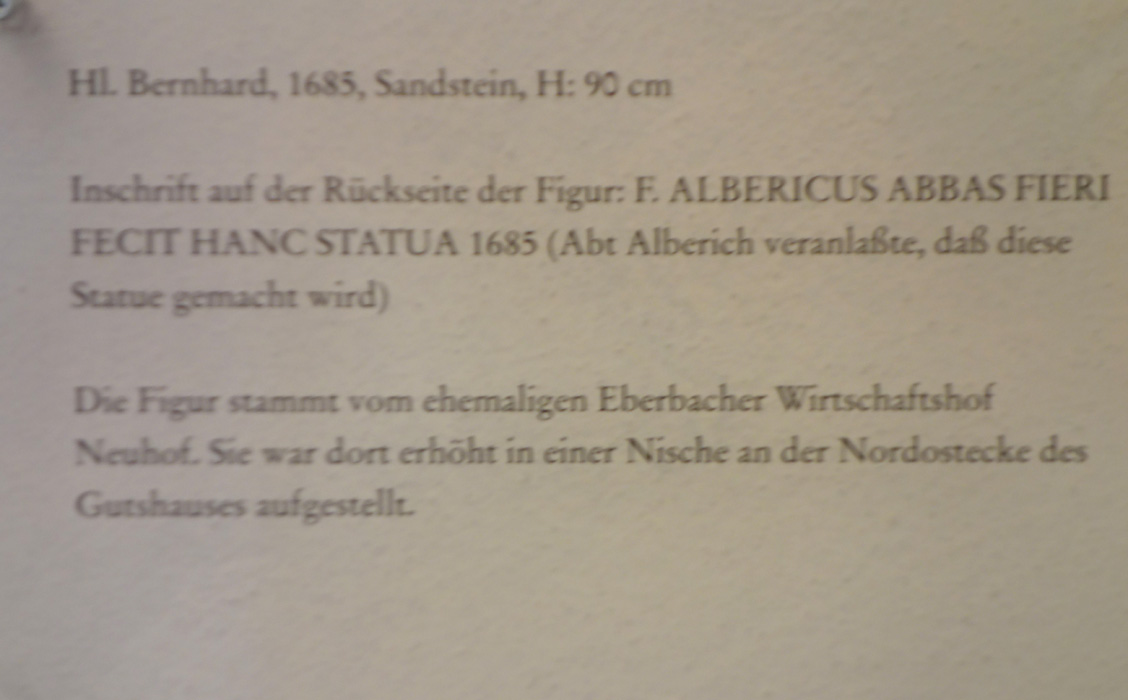 Hl. Bernhard, 1685, Sandstein, H: 90 cm
Inschrift auf der Rückseite der Figur: F. ALBERICUS ABBAS FIERI
FECIT HANC STATUA 1685 (Abt Alberich veranlaßte, daß diese
Statue gemacht wird)
Die Figur stammt vom ehemaligen Eberbacher Wirtschaftshof
Neuhof. Sie war dort erhöht in einer Nische an der Nordostecke des
Gutshauses aufgestellt.